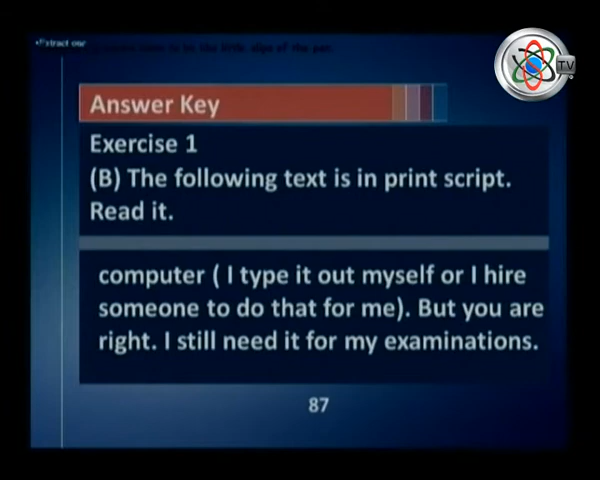 TV
Answer Key
Exercise 1
(B) The following text is in print script.
Read it.
computer ( I type it out myself or I hire
someone to do that for me). But you are
right. I still need it for my examinations.
87